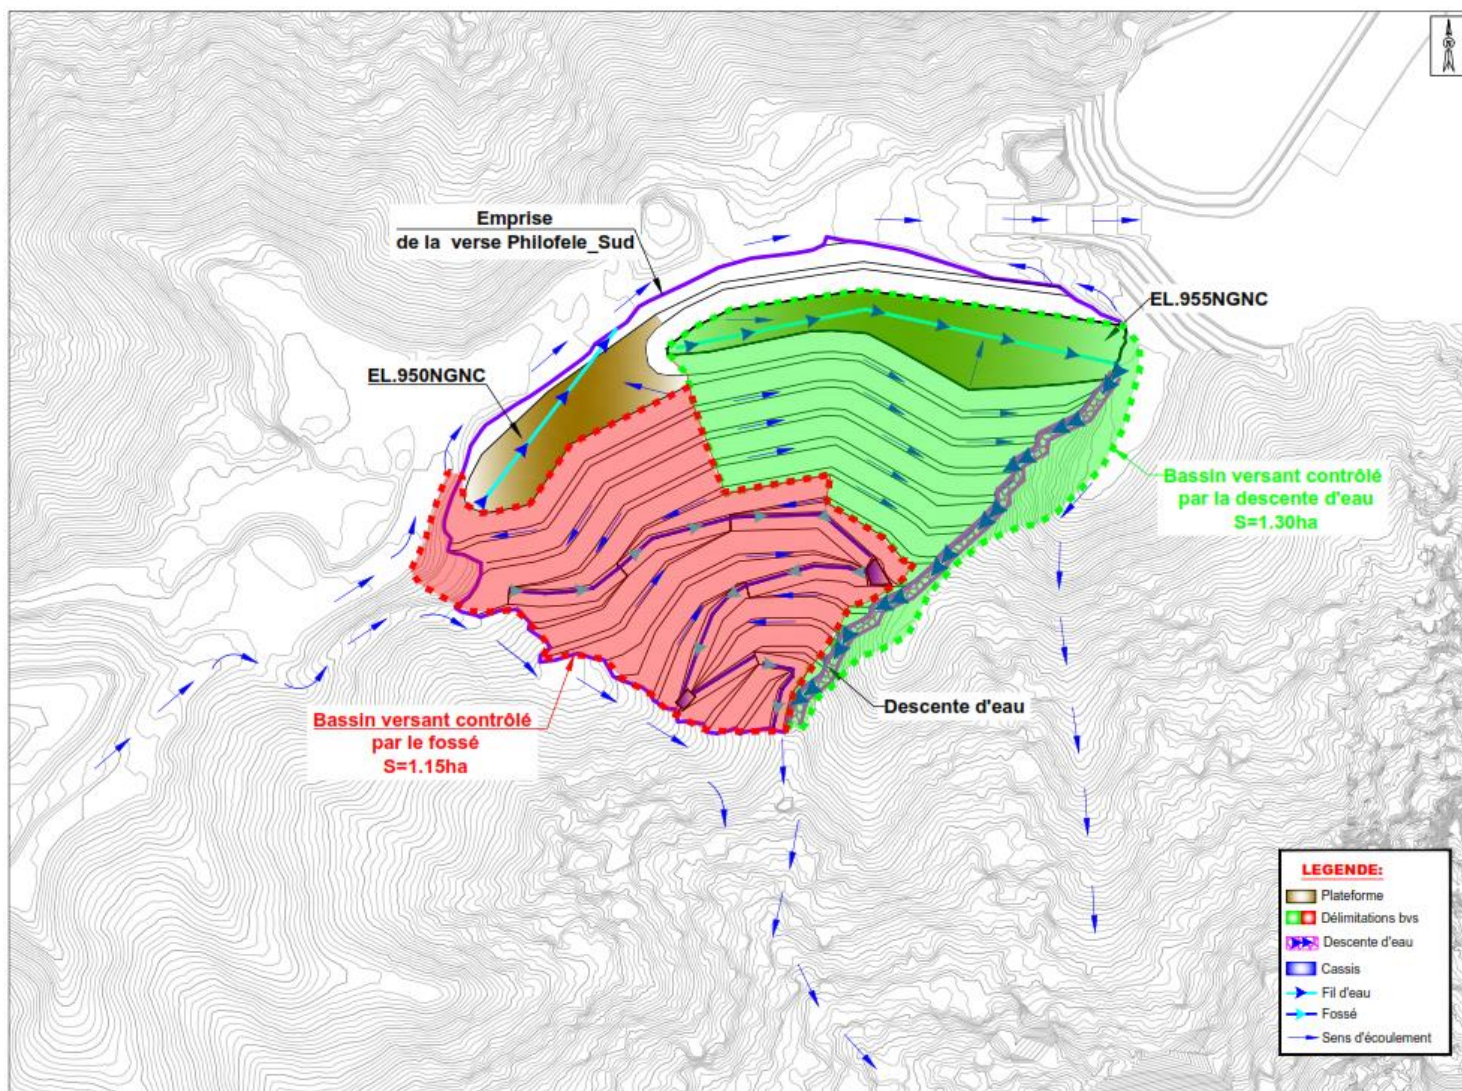 Emprise
de la verse Philofele_Sud
EL.955NGNC
EL.950NGNC
Bassin versant contrôlé
par la descente d'eau
S=1.30ha
Descente d'eau
Bassin versant contrôlé
par le fossé
S=1.15ha
LEGENDE:
Plateforme
Délimitations bvs
Descente d'eau
Cassis
Fil d'eau
Fossé
Sens d'écoulement